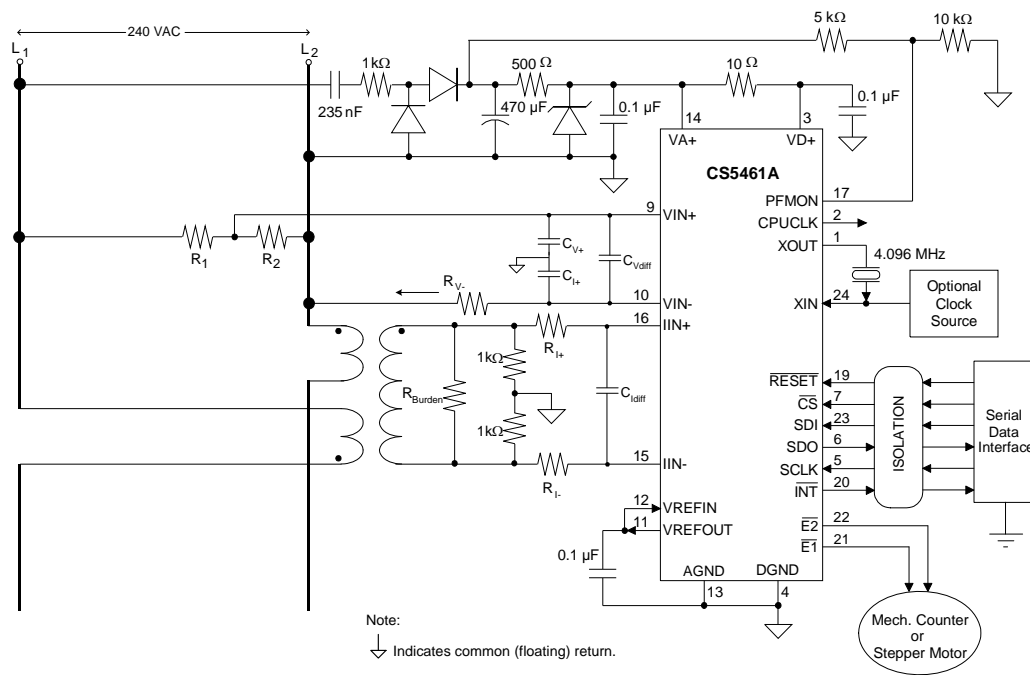 240 VAC
L1
L2
1kΩ
235 nF
500 Ω
470 µF
0.1 µF
5 kΩ
10 kΩ
10 Ω
0.1 µF
14
VA+
3
VD+
CS5461A
17
PFMON
2
CPUCLK
1
XOUT
4.096 MHz
24
XIN
Optional
Clock
Source
9
VIN+
R1
R2
CV+
CI+
CVdiff
RV-
10
VIN-
16
IIN+
RI+
1kΩ
RBurden
CIdiff
1kΩ
15
IIN-
RI-
RESET
19
CS
7
SDI
23
SDO
6
SCLK
5
INT
20
ISOLATION
Serial
Data
Interface
12
VREFIN
11
VREFOUT
0.1 µF
E2
22
E1
21
AGND
13
DGND
4
Mech. Counter
or
Stepper Motor
Note:
Indicates common (floating) return.